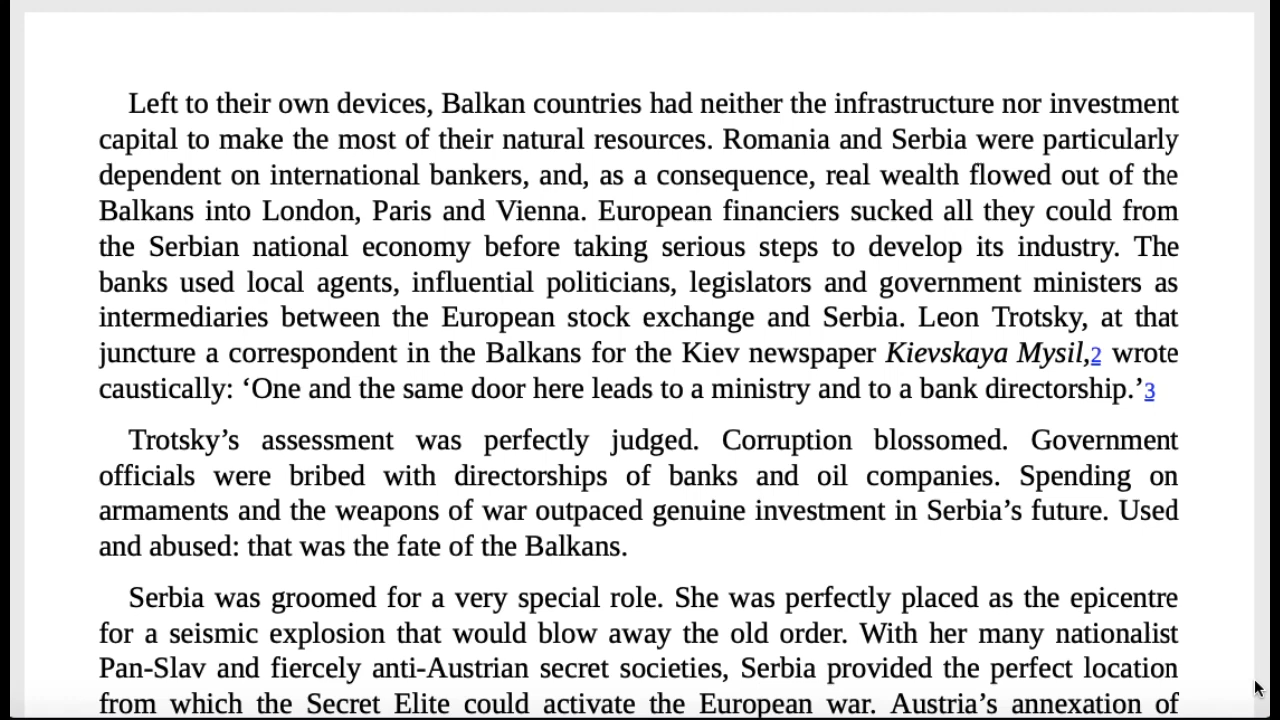 Left to their own devices, Balkan countries had neither the infrastructure nor investment
capital to make the most of their natural resources. Romania and Serbia were particularly
dependent on international bankers, and, as a consequence, real wealth flowed out of the
Balkans into London, Paris and Vienna. European financiers sucked all they could from
the Serbian national economy before taking serious steps to develop its industry. The
banks used local agents, influential politicians, legislators and government ministers as
intermediaries between the European stock exchange and Serbia. Leon Trotsky, at that
juncture a correspondent in the Balkans for the Kiev newspaper Kievskaya Mysil,2 wrote
caustically: ‘One and the same door here leads to a ministry and to a bank directorship.’3
Trotsky’s assessment was perfectly judged. Corruption blossomed. Government
officials were bribed with directorships of banks and oil companies. Spending on
armaments and the weapons of war outpaced genuine investment in Serbia’s future. Used
and abused: that was the fate of the Balkans.
Serbia was groomed for a very special role. She was perfectly placed as the epicentre
for a seismic explosion that would blow away the old order. With her many nationalist
Pan-Slav and fiercely anti-Austrian secret societies, Serbia provided the perfect location
from which the Secret Elite could activate the European war. Austria’s annexation of